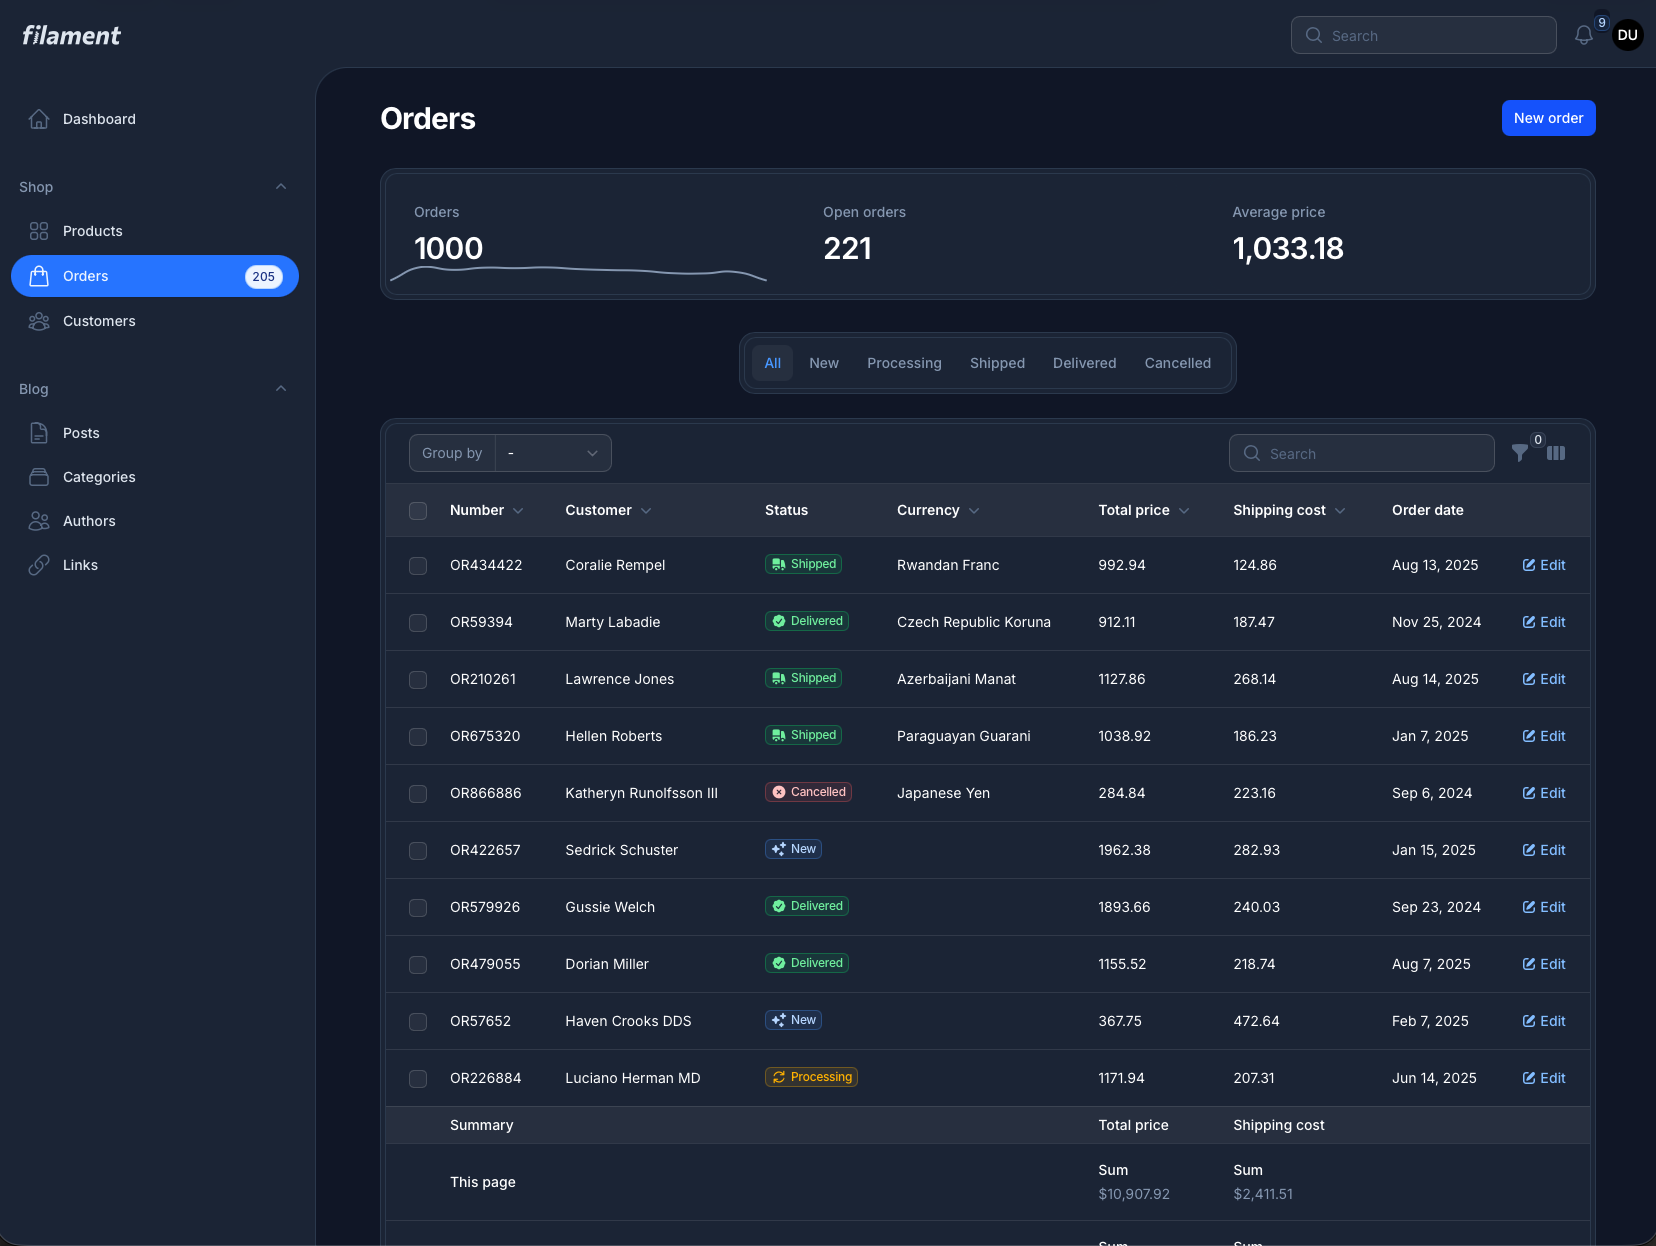 filament
Search
9
DU
Dashboard
Shop
Products
Orders 205
Customers
Blog
Posts
Categories
Authors
Links
Orders
New order
Orders Open orders Average price
1000 221 1,033.18
All New Processing Shipped Delivered Cancelled
Group by - Search 0
Number Customer Status Currency Total price Shipping cost Order date
OR434422 Coralie Rempel Shipped Rwandan Franc 992.94 124.86 Aug 13, 2025 Edit
OR59394 Marty Labadie Delivered Czech Republic Koruna 912.11 187.47 Nov 25, 2024 Edit
OR210261 Lawrence Jones Shipped Azerbaijani Manat 1127.86 268.14 Aug 14, 2025 Edit
OR675320 Hellen Roberts Shipped Paraguayan Guarani 1038.92 186.23 Jan 7, 2025 Edit
OR866886 Katheryn Runolfsson III Cancelled Japanese Yen 284.84 223.16 Sep 6, 2024 Edit
OR422657 Sedrick Schuster New 1962.38 282.93 Jan 15, 2025 Edit
OR579926 Gussie Welch Delivered 1893.66 240.03 Sep 23, 2024 Edit
OR479055 Dorian Miller Delivered 1155.52 218.74 Aug 7, 2025 Edit
OR57652 Haven Crooks DDS New 367.75 472.64 Feb 7, 2025 Edit
OR226884 Luciano Herman MD Processing 1171.94 207.31 Jun 14, 2025 Edit
Summary Total price Shipping cost
This page Sum Sum
$10,907.92 $2,411.51